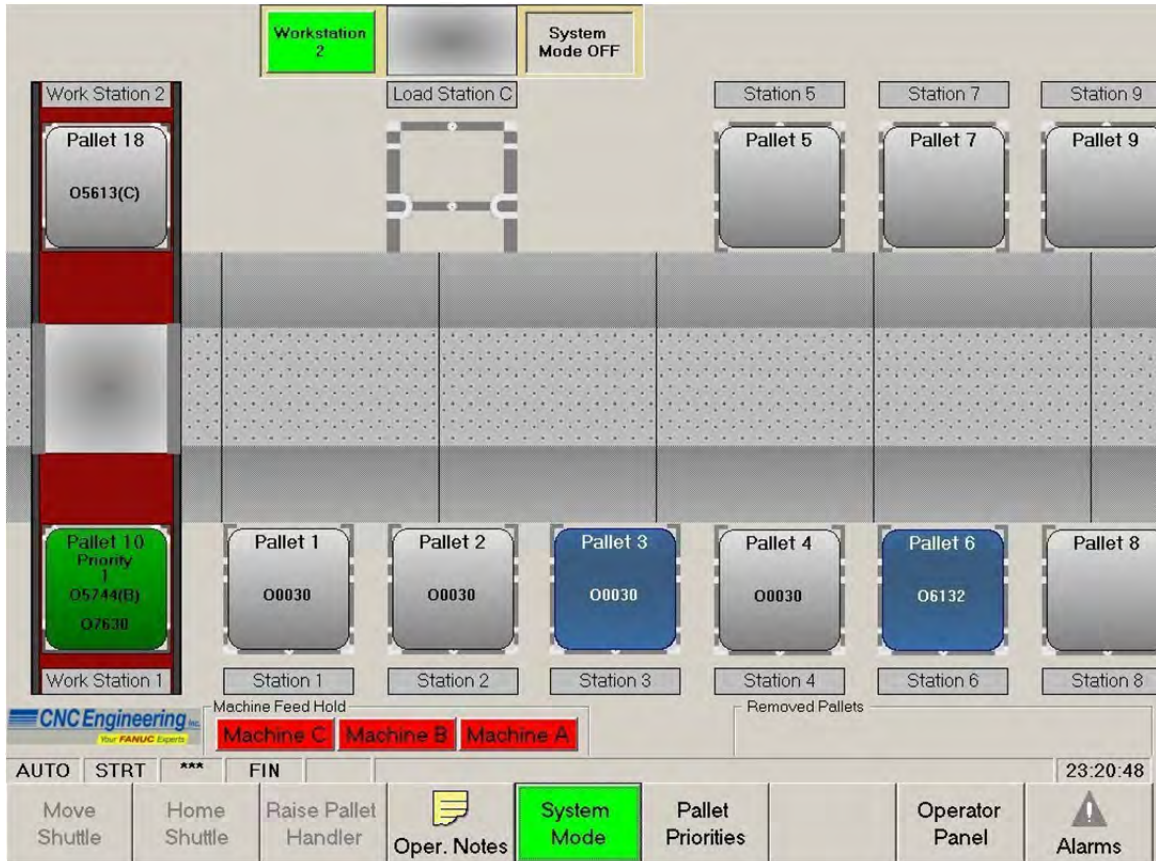 Workstation
2
System
Mode OFF
Work Station 2
Load Station C
Station 5
Station 7
Station 9
Pallet 18
O5613(C)
Pallet 5
Pallet 7
Pallet 9
Pallet 10
Priority
1
O5744(B)
O7630
Pallet 1
O0030
Pallet 2
O0030
Pallet 3
O0030
Pallet 4
O0030
Pallet 6
O6132
Pallet 8
Work Station 1
Station 1
Station 2
Station 3
Station 4
Station 6
Station 8
CNC Engineering Inc.
Your FANUC Experts
Machine Feed Hold
Machine C
Machine B
Machine A
Removed Pallets
AUTO
STRT
***
FIN
23:20:48
Move
Shuttle
Home
Shuttle
Raise Pallet
Handler
Oper. Notes
System
Mode
Pallet
Priorities
Operator
Panel
Alarms